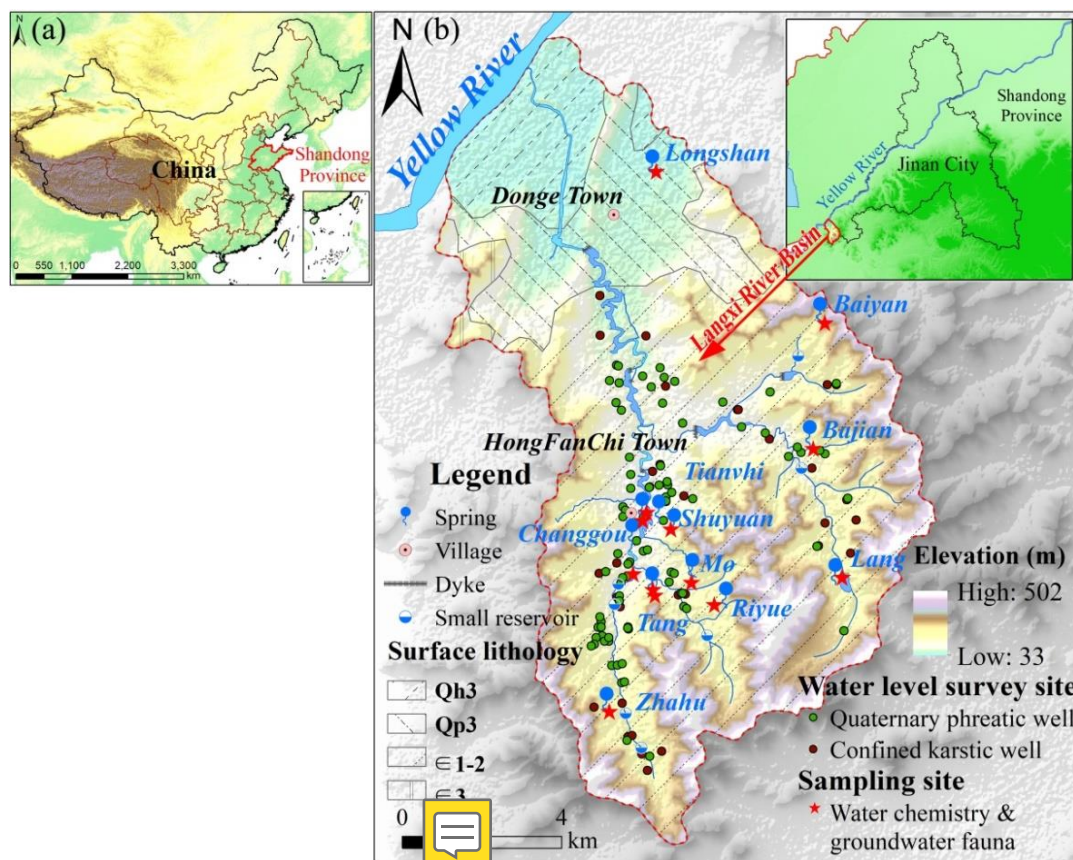 N
(a)
China
Shandong
Province
0 550 1,100 2,200 3,300
km
(b)
N
Yellow River
Longshan
Donge Town
Shandong
Province
Yellow River
Jinan City
Langxi River Basin
Baiyan
Bajian
HongFanChi Town
Tianvhi
Shuyuan
Changgou
Mo
Lang
Riyue
Tang
Zhahu
Legend
Spring
Village
Dyke
Small reservoir
Surface lithology
Qh3
Qp3
∈1-2
∈3
0 4
km
Elevation (m)
High: 502
Low: 33
Water level survey site
Quaternary phreatic well
Confined karstic well
Sampling site
Water chemistry &
groundwater fauna